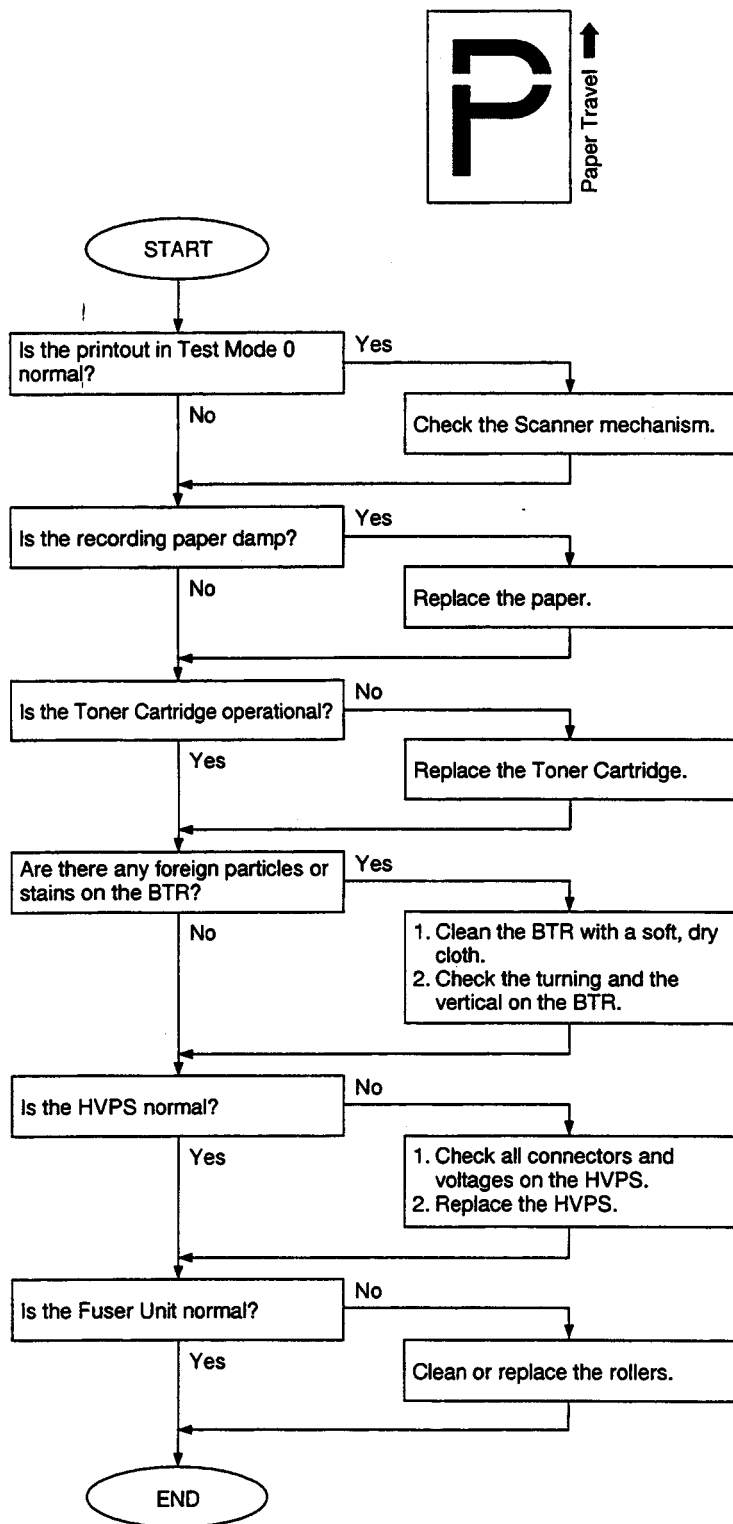 P
Paper Travel
START
Is the printout in Test Mode 0
normal?
Yes
No
Check the Scanner mechanism.
Is the recording paper damp?
Yes
No
Replace the paper.
Is the Toner Cartridge operational?
No
Yes
Replace the Toner Cartridge.
Are there any foreign particles or
stains on the BTR?
Yes
No
1. Clean the BTR with a soft, dry
cloth.
2. Check the turning and the
vertical on the BTR.
Is the HVPS normal?
No
Yes
1. Check all connectors and
voltages on the HVPS.
2. Replace the HVPS.
Is the Fuser Unit normal?
No
Yes
Clean or replace the rollers.
END